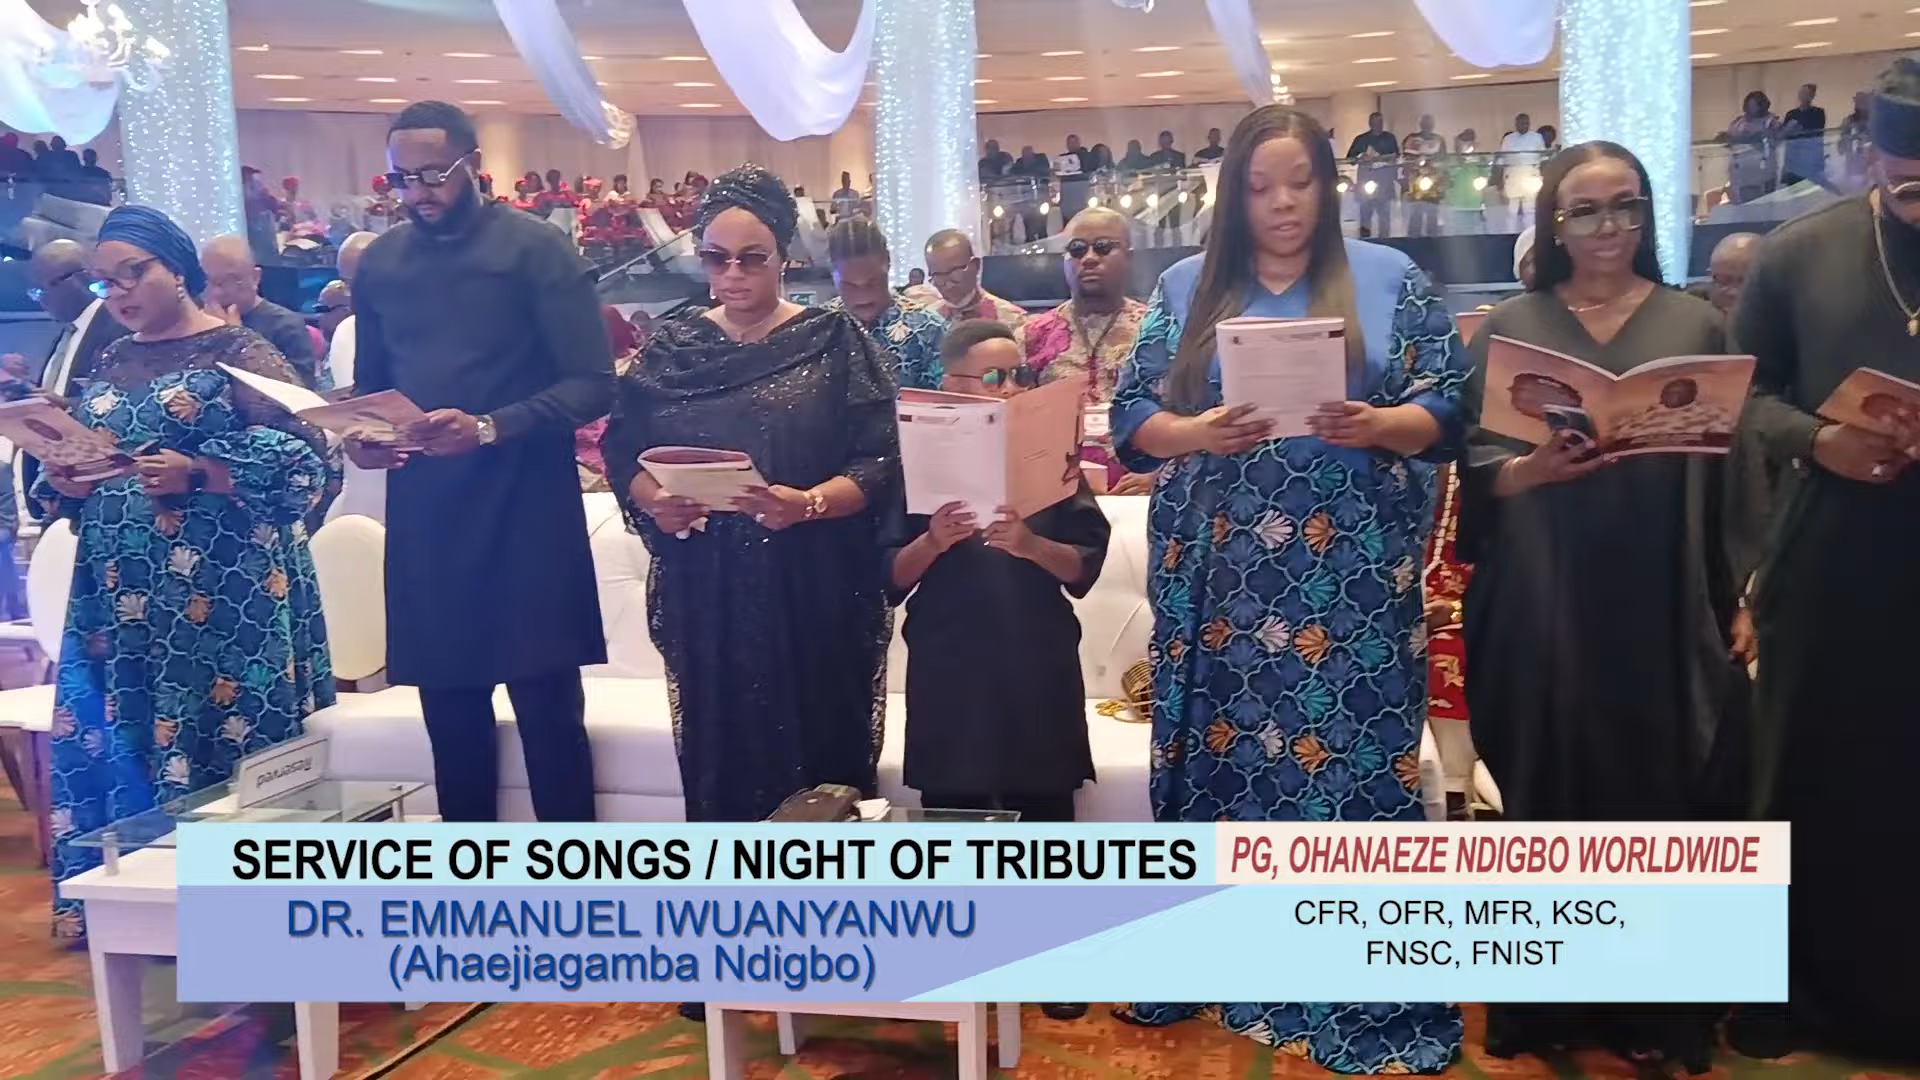 Reserved
SERVICE OF SONGS / NIGHT OF TRIBUTES
PG, OHANAEZE NDIGBO WORLDWIDE
DR. EMMANUEL IWUANYANWU
(Ahaejiagamba Ndigbo)
CFR, OFR, MFR, KSC,
FNSC, FNIST